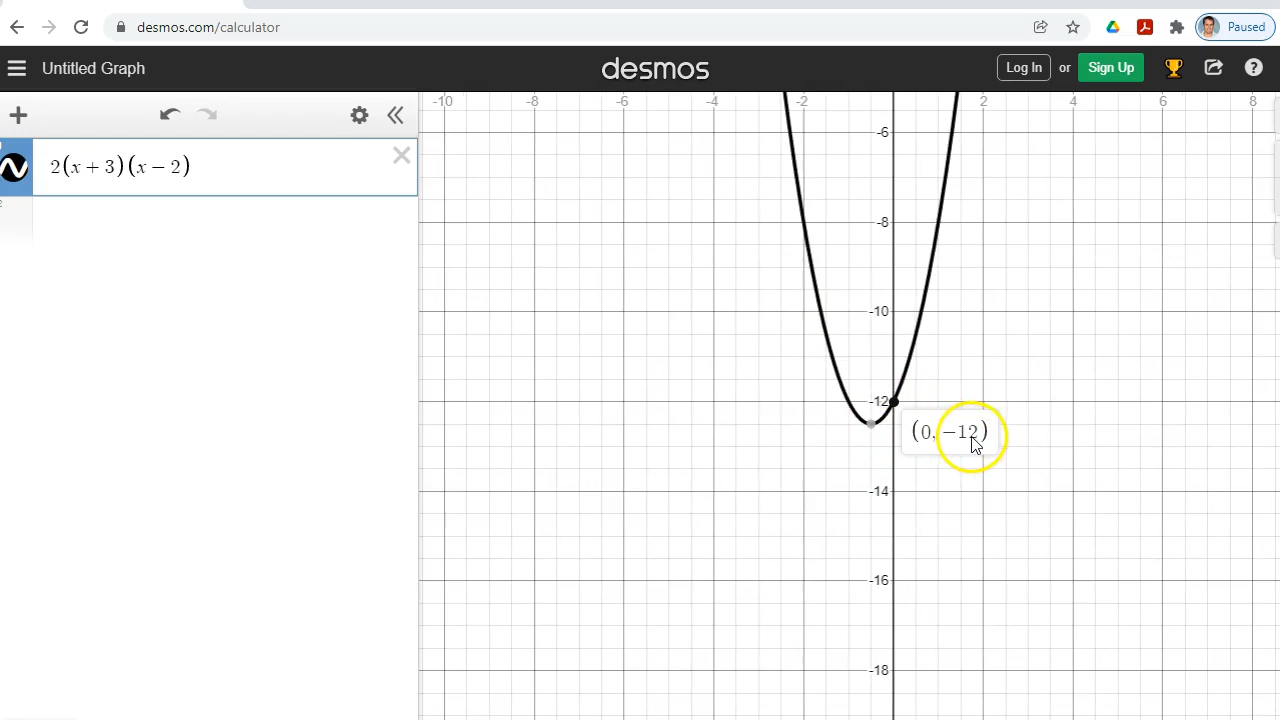 desmos.com/calculator
Paused
Untitled Graph
desmos
Log In or Sign Up
2(x + 3)(x − 2)
-10 -8 -6 -4 -2 2 4 6 8
-6
-8
-10
-12
(0, −12)
-14
-16
-18